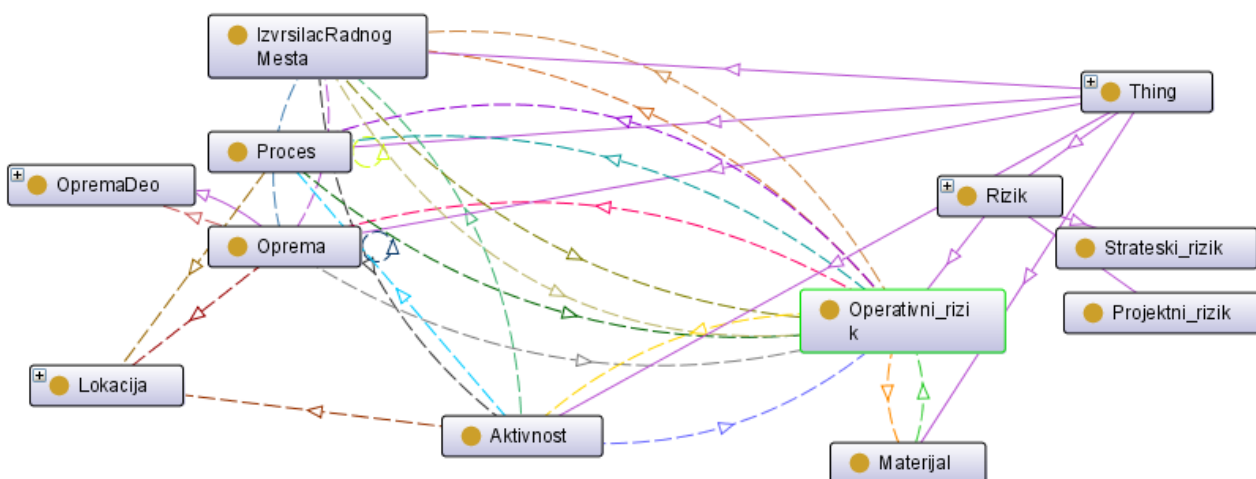 IzvrsilacRadnog
Mesta
Thing
Proces
OpremaDeo
Rizik
Oprema
Strateski_rizik
Operativni_rizi
k
Projektni_rizik
Lokacija
Aktivnost
Materijal